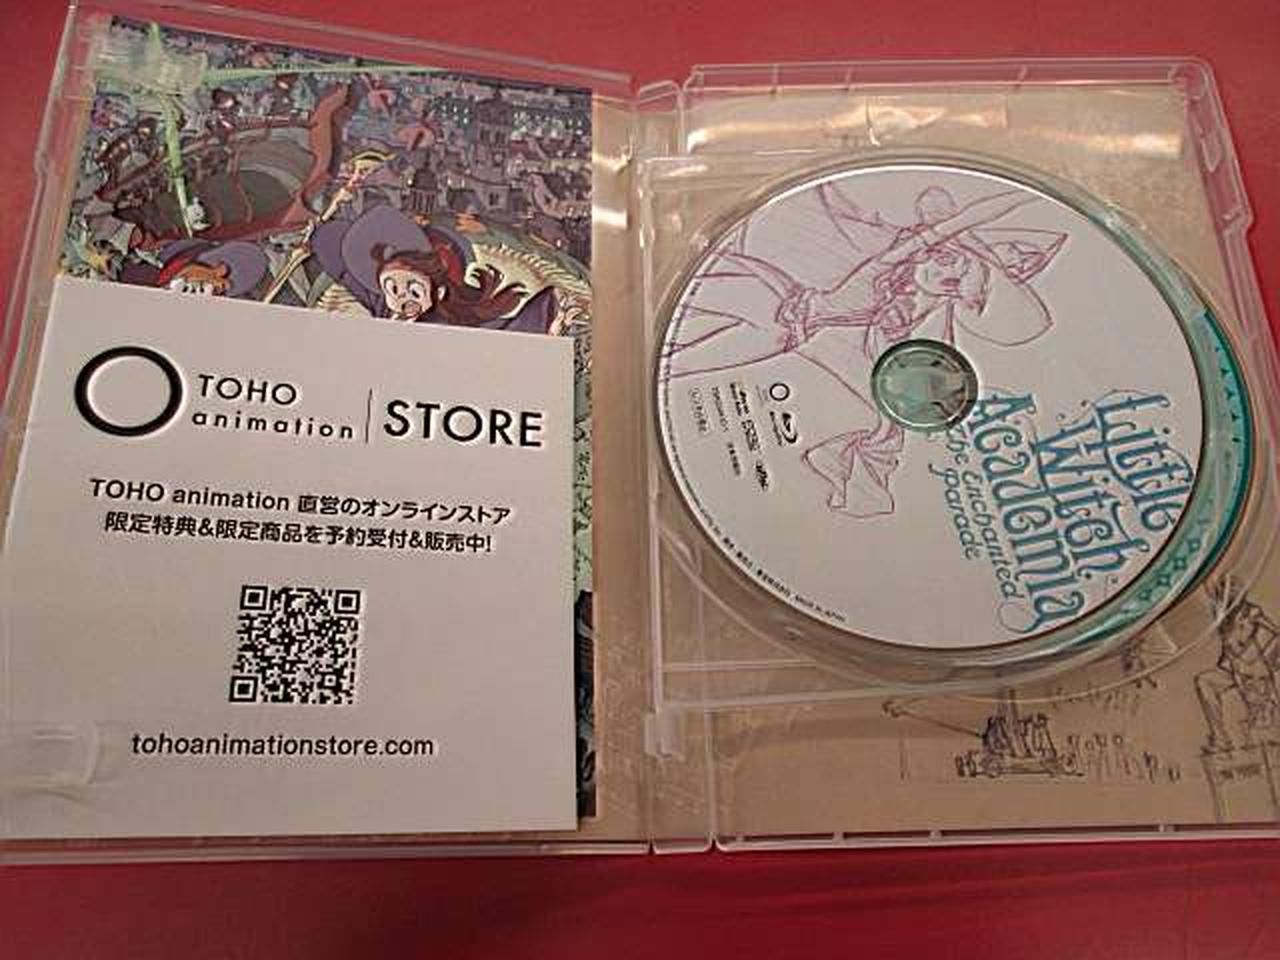 TOHO
animation
STORE
TOHO animation 直営のオンラインストア
限定特典&限定商品を予約受付&販売中!
tohoanimationstore.com
Little
Witch
Academia
the Enchanted
Parade